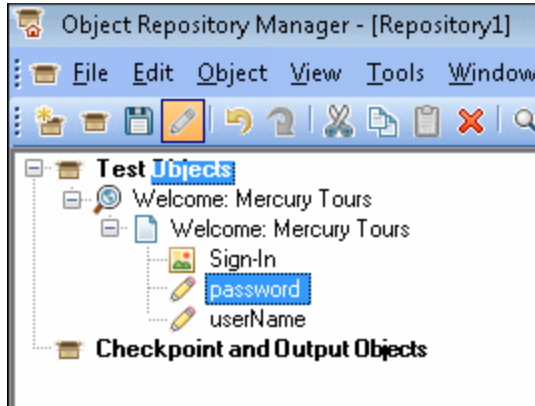 Object Repository Manager - [Repository1]
File Edit Object View Tools Window
Test Objects
Welcome: Mercury Tours
Welcome: Mercury Tours
Sign-In
password
userName
Checkpoint and Output Objects